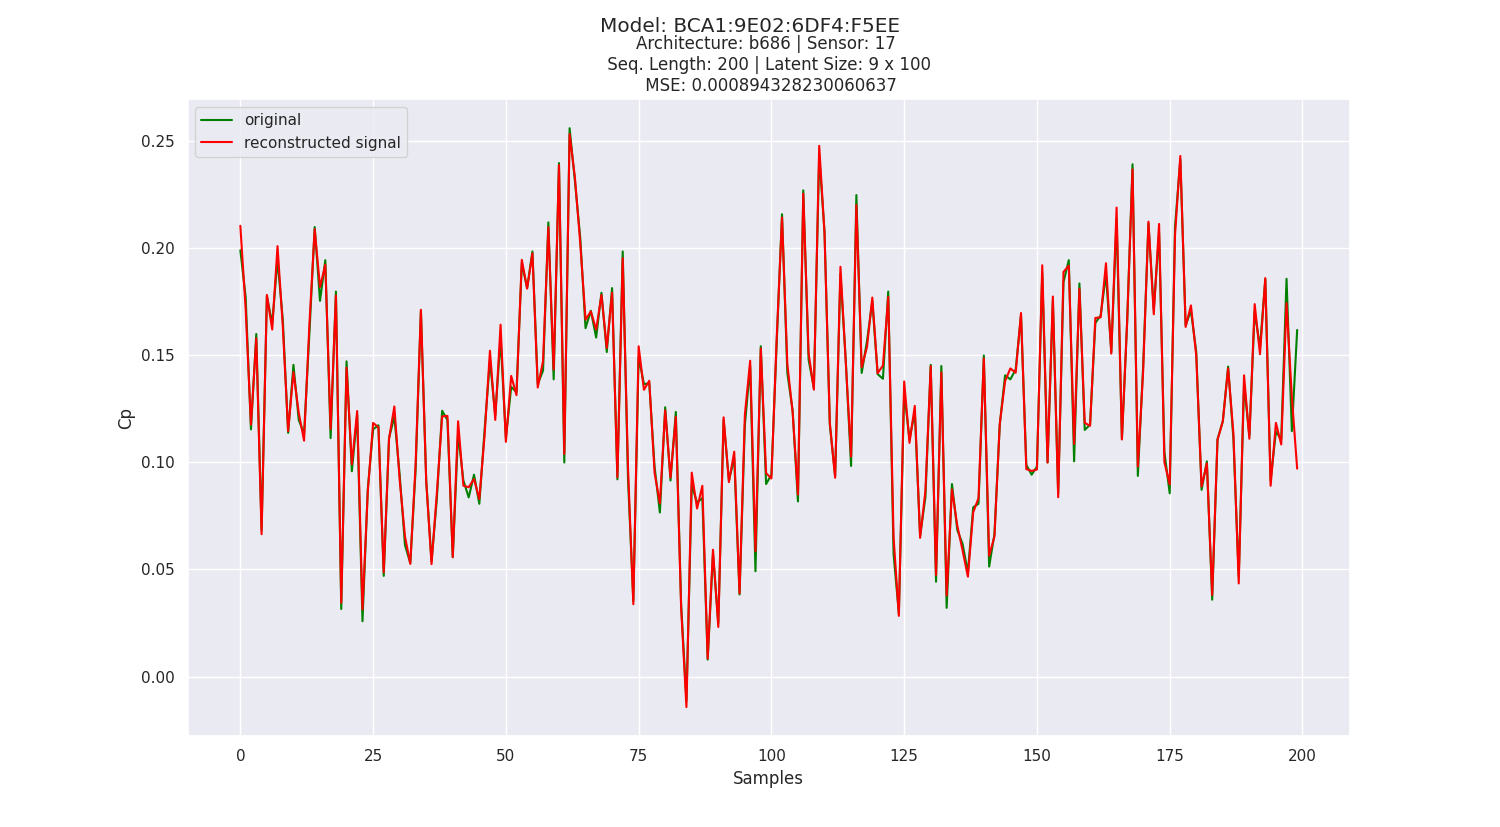 Model: BCA1:9E02:6DF4:F5EE
Architecture: b686 | Sensor: 17
Seq. Length: 200 | Latent Size: 9 x 100
MSE: 0.000894328230060637
original
reconstructed signal
0.25
0.20
0.15
0.10
0.05
0.00
Cp
0 25 50 75 100 125 150 175 200
Samples